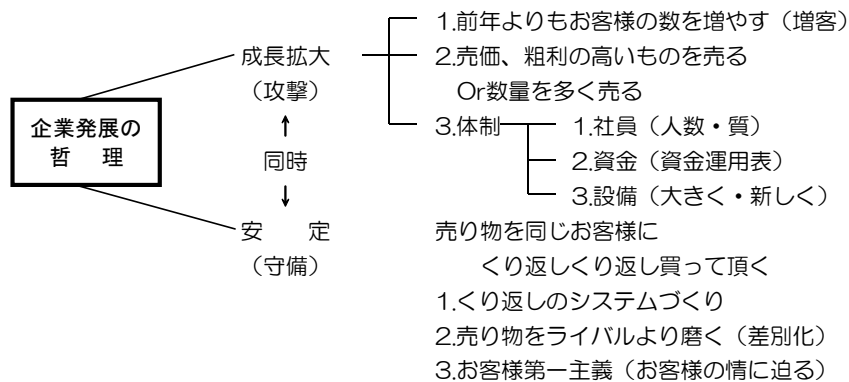 企業発展の
哲　理
成長拡大
（攻撃）
↑
同時
↓
安　定
（守備）
1.前年よりもお客様の数を増やす（増客）
2.売価、粗利の高いものを売る
Or数量を多く売る
3.体制
1.社員（人数・質）
2.資金（資金運用表）
3.設備（大きく・新しく）
売り物を同じお客様に
くり返しくり返し買って頂く
1.くり返しのシステムづくり
2.売り物をライバルより磨く（差別化）
3.お客様第一主義（お客様の情に迫る）